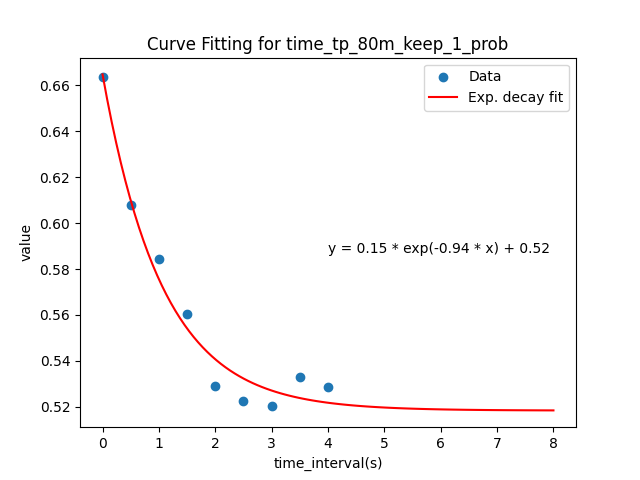 Curve Fitting for time_tp_80m_keep_1_prob
Data
Exp. decay fit
y = 0.15 * exp(-0.94 * x) + 0.52
value
0.66
0.64
0.62
0.60
0.58
0.56
0.54
0.52
0 1 2 3 4 5 6 7 8
time_interval(s)